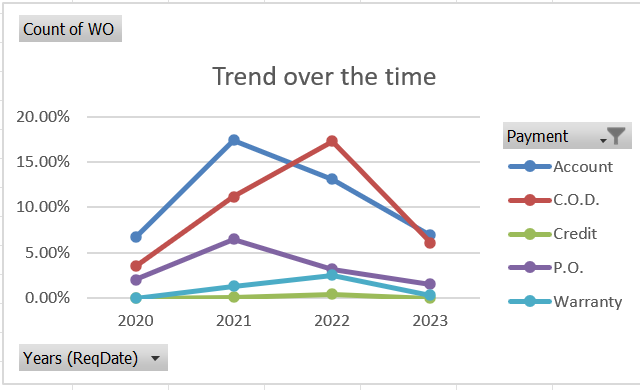 Count of WO
Trend over the time
20.00%
15.00%
10.00%
5.00%
0.00%
2020 2021 2022 2023
Payment
Account
C.O.D.
Credit
P.O.
Warranty
Years (ReqDate)